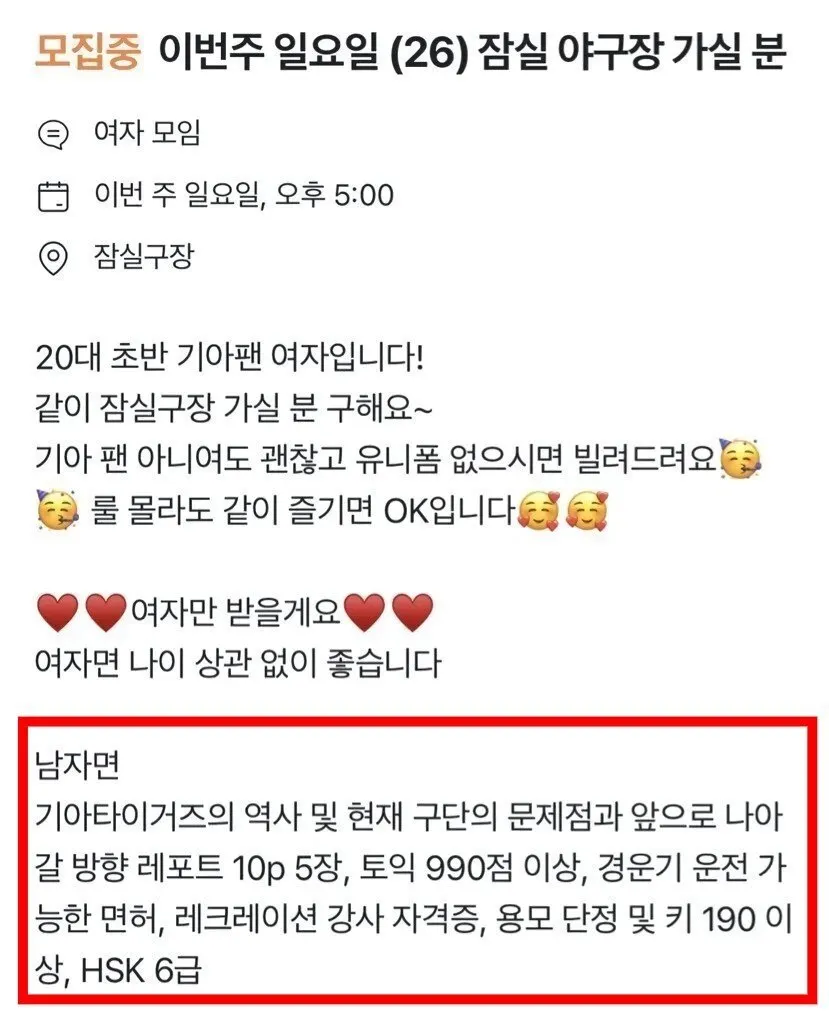 모집중 이번주 일요일 (26) 잠실 야구장 가실 분
여자 모임
이번 주 일요일, 오후 5:00
잠실구장
20대 초반 기아팬 여자입니다!
같이 잠실구장 가실 분 구해요~
기아 팬 아니여도 괜찮고 유니폼 없으시면 빌려드려요🥳
🥳 룰 몰라도 같이 즐기면 OK입니다🥰🥰
♥️♥️여자만 받을게요♥️♥️
여자면 나이 상관 없이 좋습니다
남자면
기아타이거즈의 역사 및 현재 구단의 문제점과 앞으로 나아
갈 방향 레포트 10p 5장, 토익 990점 이상, 경운기 운전 가
능한 면허, 레크레이션 강사 자격증, 용모 단정 및 키 190 이
상, HSK 6급